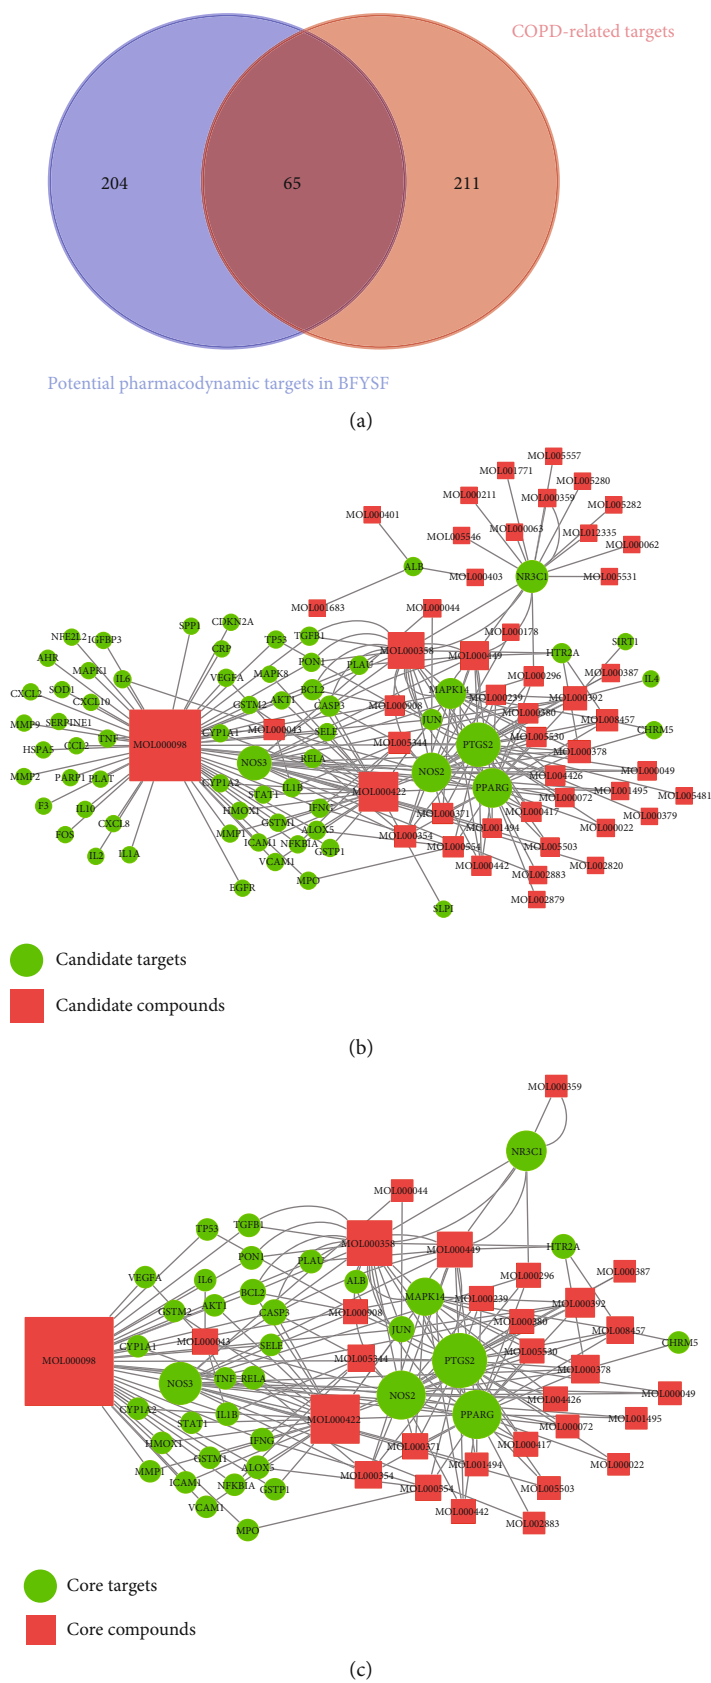 COPD-related targets
204
65
211
Potential pharmacodynamic targets in BFYSF
(a)
MOL005557
MOL001771
MOL005280
MOL000211
MOL000359
MOL005282
MOL000401
MOL000063
MOL012335
MOL005546
MOL000062
ALB
MOL000403
NR3C1
MOL005531
MOL001683
MOL000044
SPP1
CDKN2A
NFE2L2
IGFBP3
TP53
TGFB1
MOL000178
SIRT1
CRP
MOL000358
MOL000449
HTR2A
AHR
PON1
PLAU
MAPK1
IL6
VEGFA
MAPK8
MOL000296
MOL000387
IL4
CXCL2
SOD1
BCL2
MAPK14
CXCL10
GSTM2
AKT1
CASP3
MOL000908
MOL000239
MOL000392
MMP9
SERPINE1
MOL000043
JUN
MOL000380
MOL008457
CYP1A1
SELE
CHRM5
TNF
MOL005344
PTGS2
MOL005530
HSPA5
CCL2
MOL000098
RELA
MOL000378
NOS3
NOS2
MOL000049
MMP2
PARP1
PLAT
CYP1A2
IL1B
MOL004426
STAT1
MOL000422
PPARG
MOL001495
MOL005481
MOL000072
F3
IL10
HMOX1
IFNG
MOL000371
MOL000417
MOL000379
CXCL8
GSTM1
MOL001494
MOL000022
FOS
MMP1
ALOX5
MOL000354
ICAM1
NFKBIA
GSTP1
MOL000554
MOL005503
IL2
IL1A
VCAM1
MOL000442
MOL002820
MPO
MOL002883
EGFR
MOL002879
SLPI
Candidate targets
Candidate compounds
(b)
MOL000359
NR3C1
MOL000044
TP53
TGFB1
MOL000358
MOL000449
HTR2A
PON1
PLAU
VEGFA
IL6
ALB
MOL000296
MOL000387
BCL2
MAPK14
MOL000239
MOL000392
GSTM2
AKT1
CASP3
MOL000908
MOL000380
JUN
MOL008457
MOL000043
CYP1A1
SELE
CHRM5
MOL005344
MOL005530
MOL000098
PTGS2
MOL000378
NOS3
TNF
RELA
NOS2
MOL000049
MOL004426
CYP1A2
IL1B
PPARG
MOL001495
STAT1
MOL000422
MOL000072
HMOX1
IFNG
MOL000371
MOL000417
GSTM1
MOL001494
MOL000022
MMP1
ALOX5
MOL000354
ICAM1
NFKBIA
GSTP1
MOL000554
MOL005503
VCAM1
MOL000442
MPO
MOL002883
Core targets
Core compounds
(c)